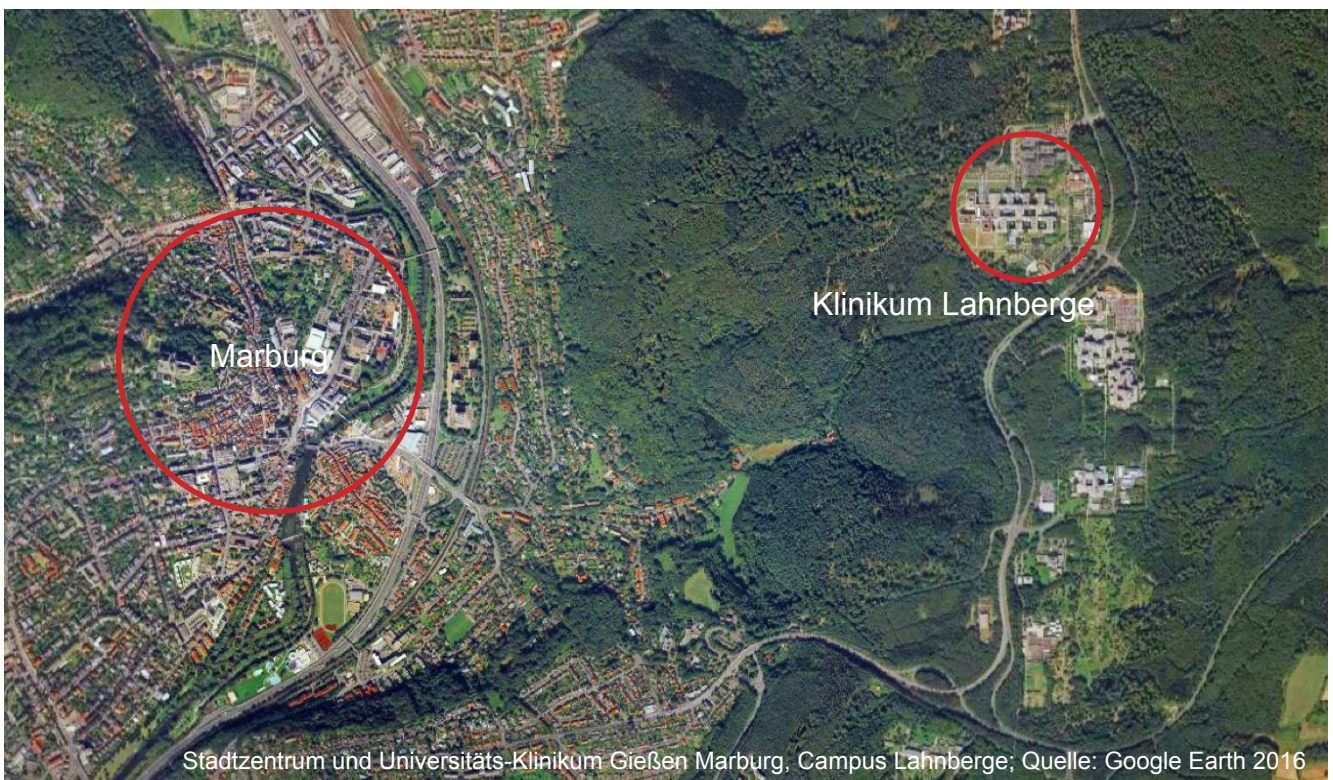 Klinikum Lahnberge
Marburg
Stadtzentrum und Universitäts-Klinikum Gießen Marburg, Campus Lahnberge; Quelle: Google Earth 2016